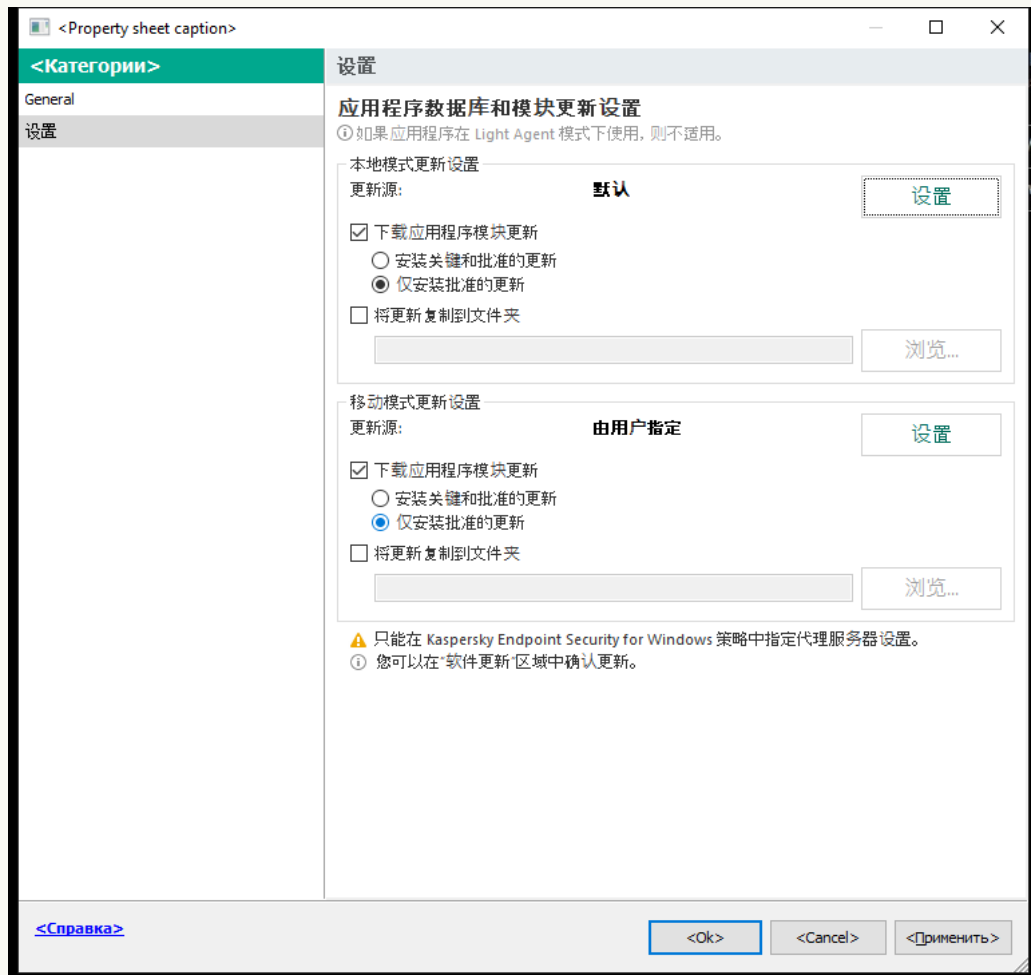 <Property sheet caption>
<Категории>
General
设置
设置
应用程序数据库和模块更新设置
如果应用程序在 Light Agent 模式下使用, 则不适用。
本地模式更新设置
更新源: 默认 设置
下载应用程序模块更新
安装关键和批准的更新
仅安装批准的更新
将更新复制到文件夹
浏览...
移动模式更新设置
更新源: 由用户指定 设置
下载应用程序模块更新
安装关键和批准的更新
仅安装批准的更新
将更新复制到文件夹
浏览...
只能在 Kaspersky Endpoint Security for Windows 策略中指定代理服务器设置。
您可以在"软件更新"区域中确认更新。
<Справка>
<Ok> <Cancel> <Применить>